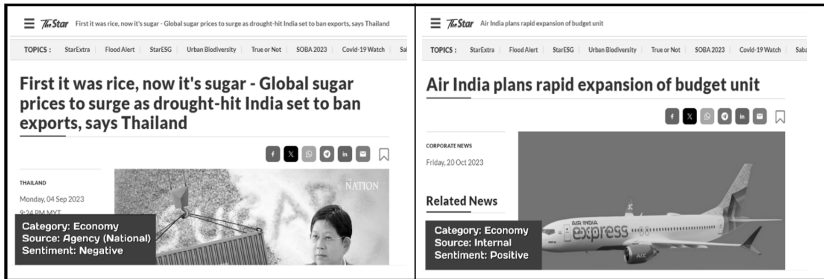 The Star First it was rice, now it's sugar - Global sugar prices to surge as drought-hit India set to ban exports, says Thailand
TOPICS : StarExtra Flood Alert StarESG Urban Biodiversity True or Not SOBA 2023 Covid-19 Watch Sal
First it was rice, now it's sugar - Global sugar
prices to surge as drought-hit India set to ban
exports, says Thailand
THAILAND
Monday, 04 Sep 2023
9:24 PM MYT
NATION
Category: Economy
Source: Agency (National)
Sentiment: Negative
The Star Air India plans rapid expansion of budget unit
TOPICS : StarExtra Flood Alert StarESG Urban Biodiversity True or Not SOBA 2023 Covid-19 Watch Saba
Air India plans rapid expansion of budget unit
CORPORATE NEWS
Friday, 20 Oct 2023
Related News
AIR INDIA
express
Category: Economy
Source: Internal
Sentiment: Positive